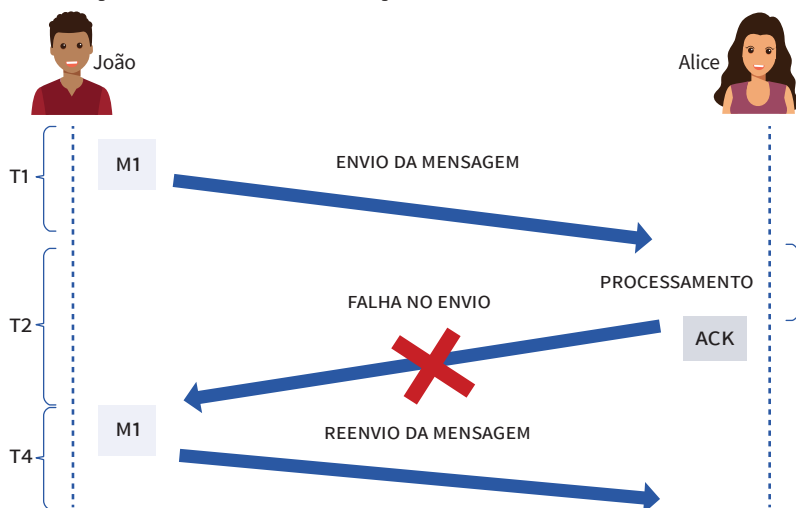 João
Alice
T1
M1
ENVIO DA MENSAGEM
PROCESSAMENTO
FALHA NO ENVIO
T2
ACK
M1
REENVIO DA MENSAGEM
T4